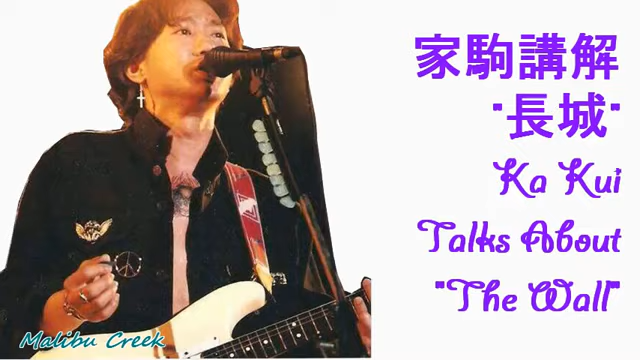 家駒講解
"長城"
Ka Kui
Talks About
"The Wall"
Malibu Creek